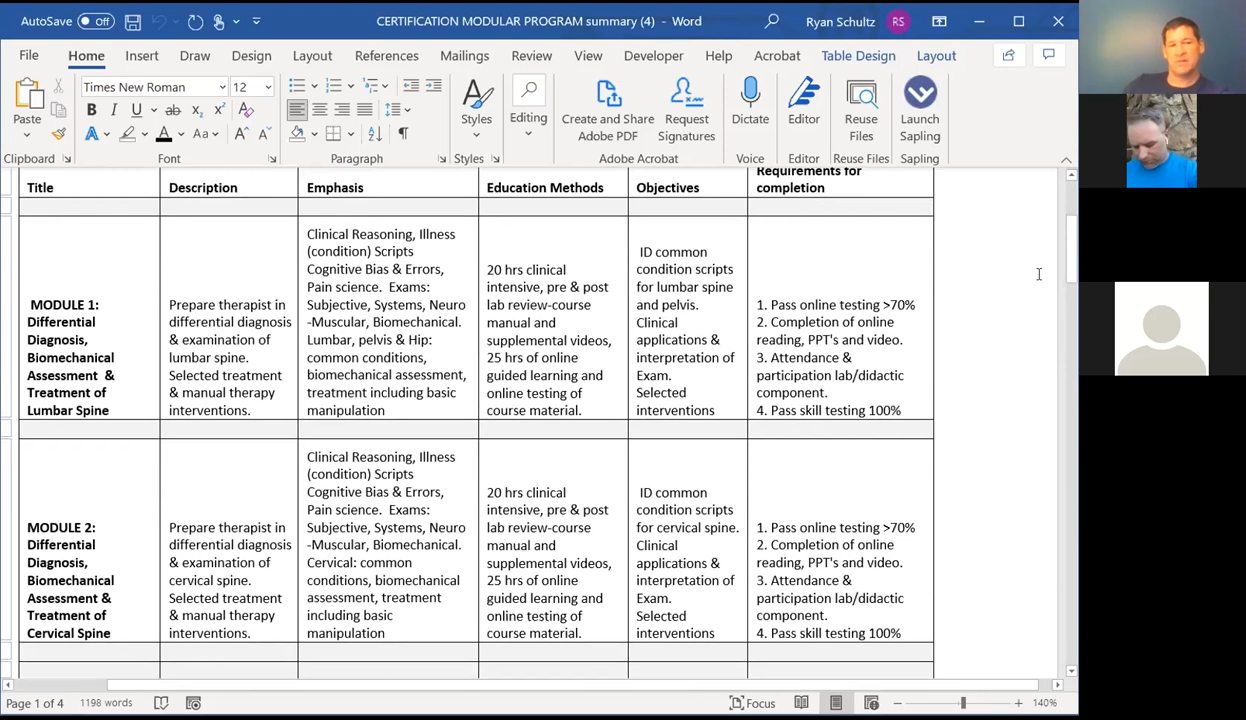 AutoSave Off CERTIFICATION MODULAR PROGRAM summary (4) - Word Ryan Schultz RS
File Home Insert Draw Design Layout References Mailings Review View Developer Help Acrobat Table Design Layout
Times New Roman 12
Paste
Styles
Editing
Create and Share
Adobe PDF
Request
Signatures
Dictate
Editor
Reuse
Files
Launch
Sapling
Clipboard Font Paragraph Styles Adobe Acrobat Voice Editor Reuse Files Sapling
Title
Description
Emphasis
Education Methods
Objectives
Requirements for
completion
MODULE 1:
Differential
Diagnosis,
Biomechanical
Assessment &
Treatment of
Lumbar Spine
Prepare therapist in
differential diagnosis
& examination of
lumbar spine.
Selected treatment
& manual therapy
interventions.
Clinical Reasoning, Illness
(condition) Scripts
Cognitive Bias & Errors,
Pain science. Exams:
Subjective, Systems, Neuro
-Muscular, Biomechanical.
Lumbar, pelvis & Hip:
common conditions,
biomechanical assessment,
treatment including basic
manipulation
20 hrs clinical
intensive, pre & post
lab review-course
manual and
supplemental videos,
25 hrs of online
guided learning and
online testing of
course material.
ID common
condition scripts
for lumbar spine
and pelvis.
Clinical
applications &
interpretation of
Exam.
Selected
interventions
1. Pass online testing >70%
2. Completion of online
reading, PPT's and video.
3. Attendance &
participation lab/didactic
component.
4. Pass skill testing 100%
MODULE 2:
Differential
Diagnosis,
Biomechanical
Assessment &
Treatment of
Cervical Spine
Prepare therapist in
differential diagnosis
& examination of
cervical spine.
Selected treatment
& manual therapy
interventions.
Clinical Reasoning, Illness
(condition) Scripts
Cognitive Bias & Errors,
Pain science. Exams:
Subjective, Systems, Neuro
-Muscular, Biomechanical.
Cervical: common
conditions, biomechanical
assessment, treatment
including basic
manipulation
20 hrs clinical
intensive, pre & post
lab review-course
manual and
supplemental videos,
25 hrs of online
guided learning and
online testing of
course material.
ID common
condition scripts
for cervical spine.
Clinical
applications &
interpretation of
Exam.
Selected
interventions
1. Pass online testing >70%
2. Completion of online
reading, PPT's and video.
3. Attendance &
participation lab/didactic
component.
4. Pass skill testing 100%
Page 1 of 4 1198 words Focus 140%